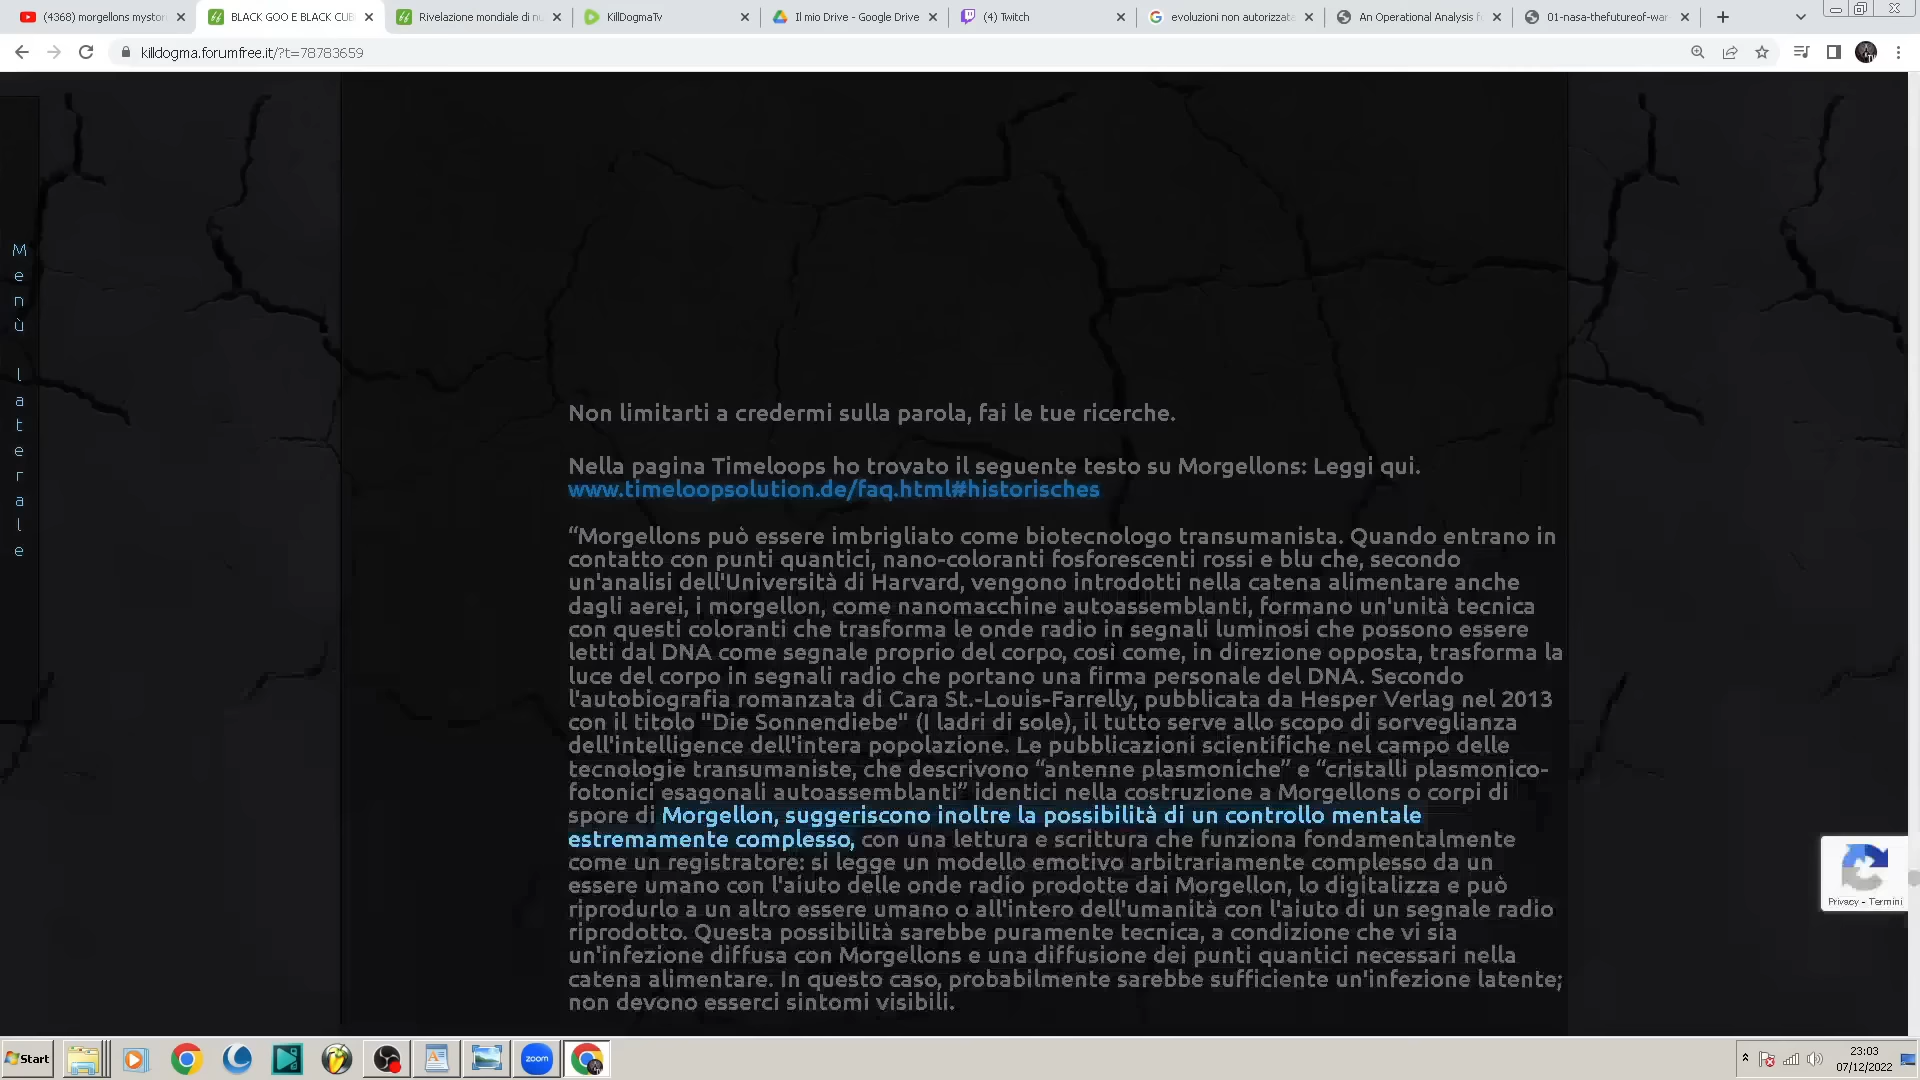 (4368) morgellons mystor
BLACK GOO E BLACK CUB
Rivelazione mondiale di nu
KillDogmaTv
Il mio Drive - Google Drive
(4) Twitch
evoluzioni non autorizzate
An Operational Analysis f
01-nasa-thefutureof-war
killdogma.forumfree.it/?t=78783659
Menù laterale
Non limitarti a credermi sulla parola, fai le tue ricerche.
Nella pagina Timeloops ho trovato il seguente testo su Morgellons: Leggi qui.
www.timeloopsolution.de/faq.html#historisches
“Morgellons può essere imbrigliato come biotecnologo transumanista. Quando entrano in
contatto con punti quantici, nano-coloranti fosforescenti rossi e blu che, secondo
un'analisi dell'Università di Harvard, vengono introdotti nella catena alimentare anche
dagli aerei, i morgellon, come nanomacchine autoassemblanti, formano un'unità tecnica
con questi coloranti che trasforma le onde radio in segnali luminosi che possono essere
letti dal DNA come segnale proprio del corpo, così come, in direzione opposta, trasforma la
luce del corpo in segnali radio che portano una firma personale del DNA. Secondo
l'autobiografia romanzata di Cara St.-Louis-Farrelly, pubblicata da Hesper Verlag nel 2013
con il titolo "Die Sonnendiebe" (I ladri di sole), il tutto serve allo scopo di sorveglianza
dell'intelligence dell'intera popolazione. Le pubblicazioni scientifiche nel campo delle
tecnologie transumaniste, che descrivono “antenne plasmoniche” e “cristalli plasmonico-
fotonici esagonali autoassemblanti” identici nella costruzione a Morgellons o corpi di
spore di Morgellon, suggeriscono inoltre la possibilità di un controllo mentale
estremamente complesso, con una lettura e scrittura che funziona fondamentalmente
come un registratore: si legge un modello emotivo arbitrariamente complesso da un
essere umano con l'aiuto delle onde radio prodotte dai Morgellon, lo digitalizza e può
riprodurlo a un altro essere umano o all'intero dell'umanità con l'aiuto di un segnale radio
riprodotto. Questa possibilità sarebbe puramente tecnica, a condizione che vi sia
un'infezione diffusa con Morgellons e una diffusione dei punti quantici necessari nella
catena alimentare. In questo caso, probabilmente sarebbe sufficiente un'infezione latente;
non devono esserci sintomi visibili.
Privacy - Termini
Start
zoom
23:03
07/12/2022